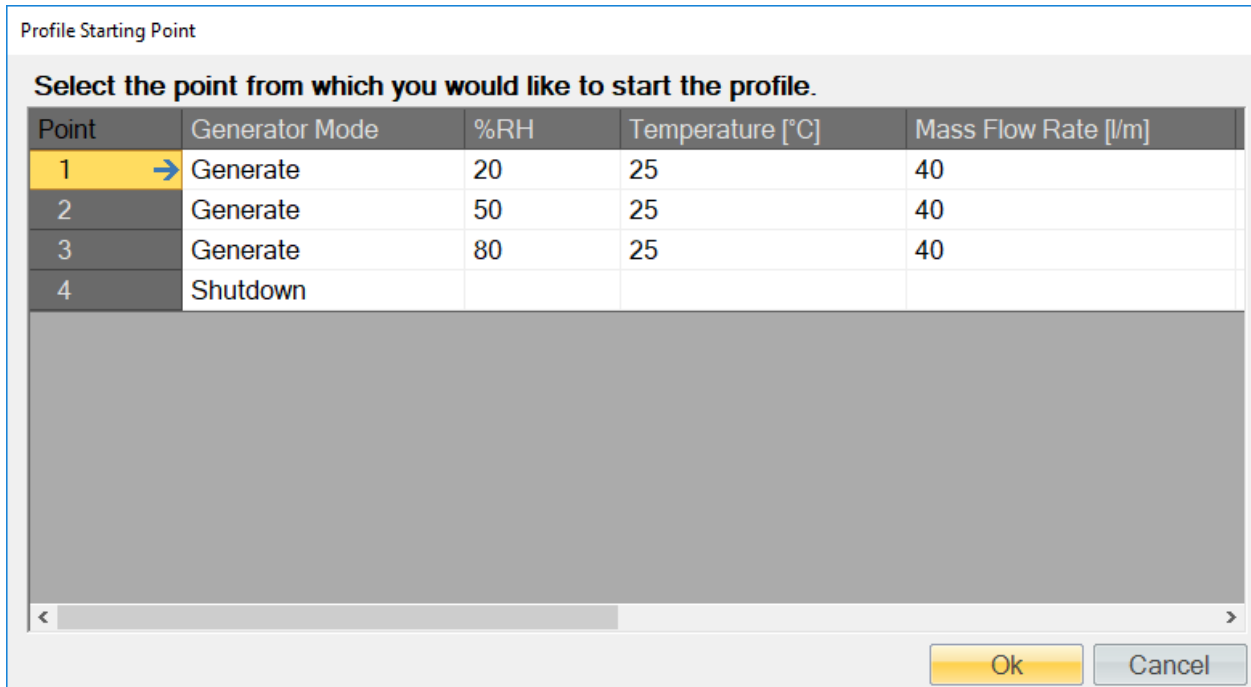 Profile Starting Point
Select the point from which you would like to start the profile.
Point Generator Mode %RH Temperature [°C] Mass Flow Rate [l/m]
1 Generate 20 25 40
2 Generate 50 25 40
3 Generate 80 25 40
4 Shutdown
Ok Cancel